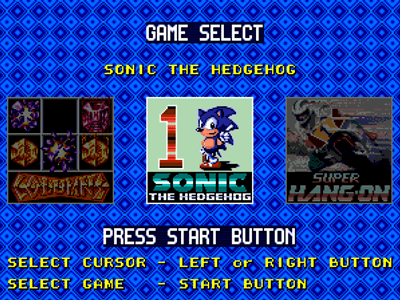 GAME SELECT
SONIC THE HEDGEHOG
COLUMNS
1
SONIC
THE HEDGEHOG
SUPER
HANG-ON
PRESS START BUTTON
SELECT CURSOR - LEFT or RIGHT BUTTON
SELECT GAME - START BUTTON